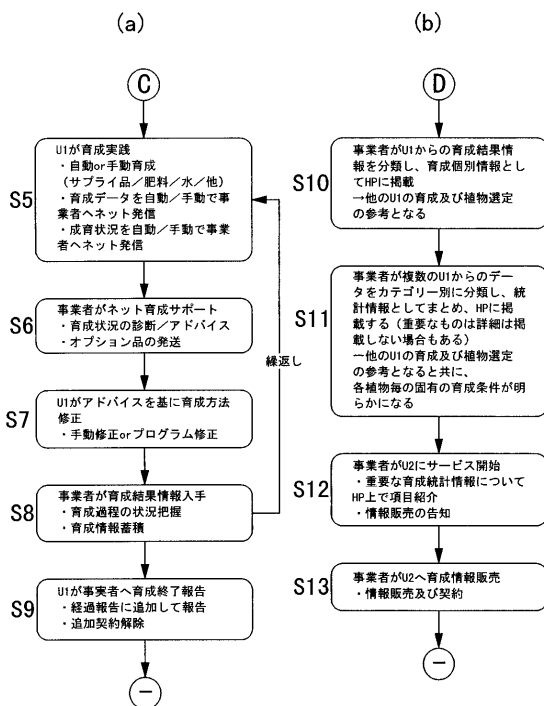 (a)
C
S5
U1が育成実践
・自動or手動育成
(サプライ品/肥料/水/他)
・育成データを自動/手動で事
業者へネット発信
・成育状況を自動/手動で事業
者へネット発信
S6
事業者がネット育成サポート
・育成状況の診断/アドバイス
・オプション品の発送
繰返し
S7
U1がアドバイスを基に育成方法
修正
・手動修正orプログラム修正
S8
事業者が育成結果情報入手
・育成過程の状況把握
・育成情報蓄積
S9
U1が事実者へ育成終了報告
・経過報告に追加して報告
・追加契約解除
(b)
D
S10
事業者がU1からの育成結果情
報を分類し、育成個別情報とし
てHPに掲載
→他のU1の育成及び植物選定
の参考となる
S11
事業者が複数のU1からのデー
タをカテゴリー別に分類し、統
計情報としてまとめ、HPに掲
載する(重要なものは詳細は掲
載しない場合もある)
―他のU1の育成及び植物選定
の参考となると共に、
各植物毎の固有の育成条件が明
らかになる
S12
事業者がU2にサービス開始
・重要な育成統計情報について
HP上で項目紹介
・情報販売の告知
S13
事業者がU2へ育成情報販売
・情報販売及び契約